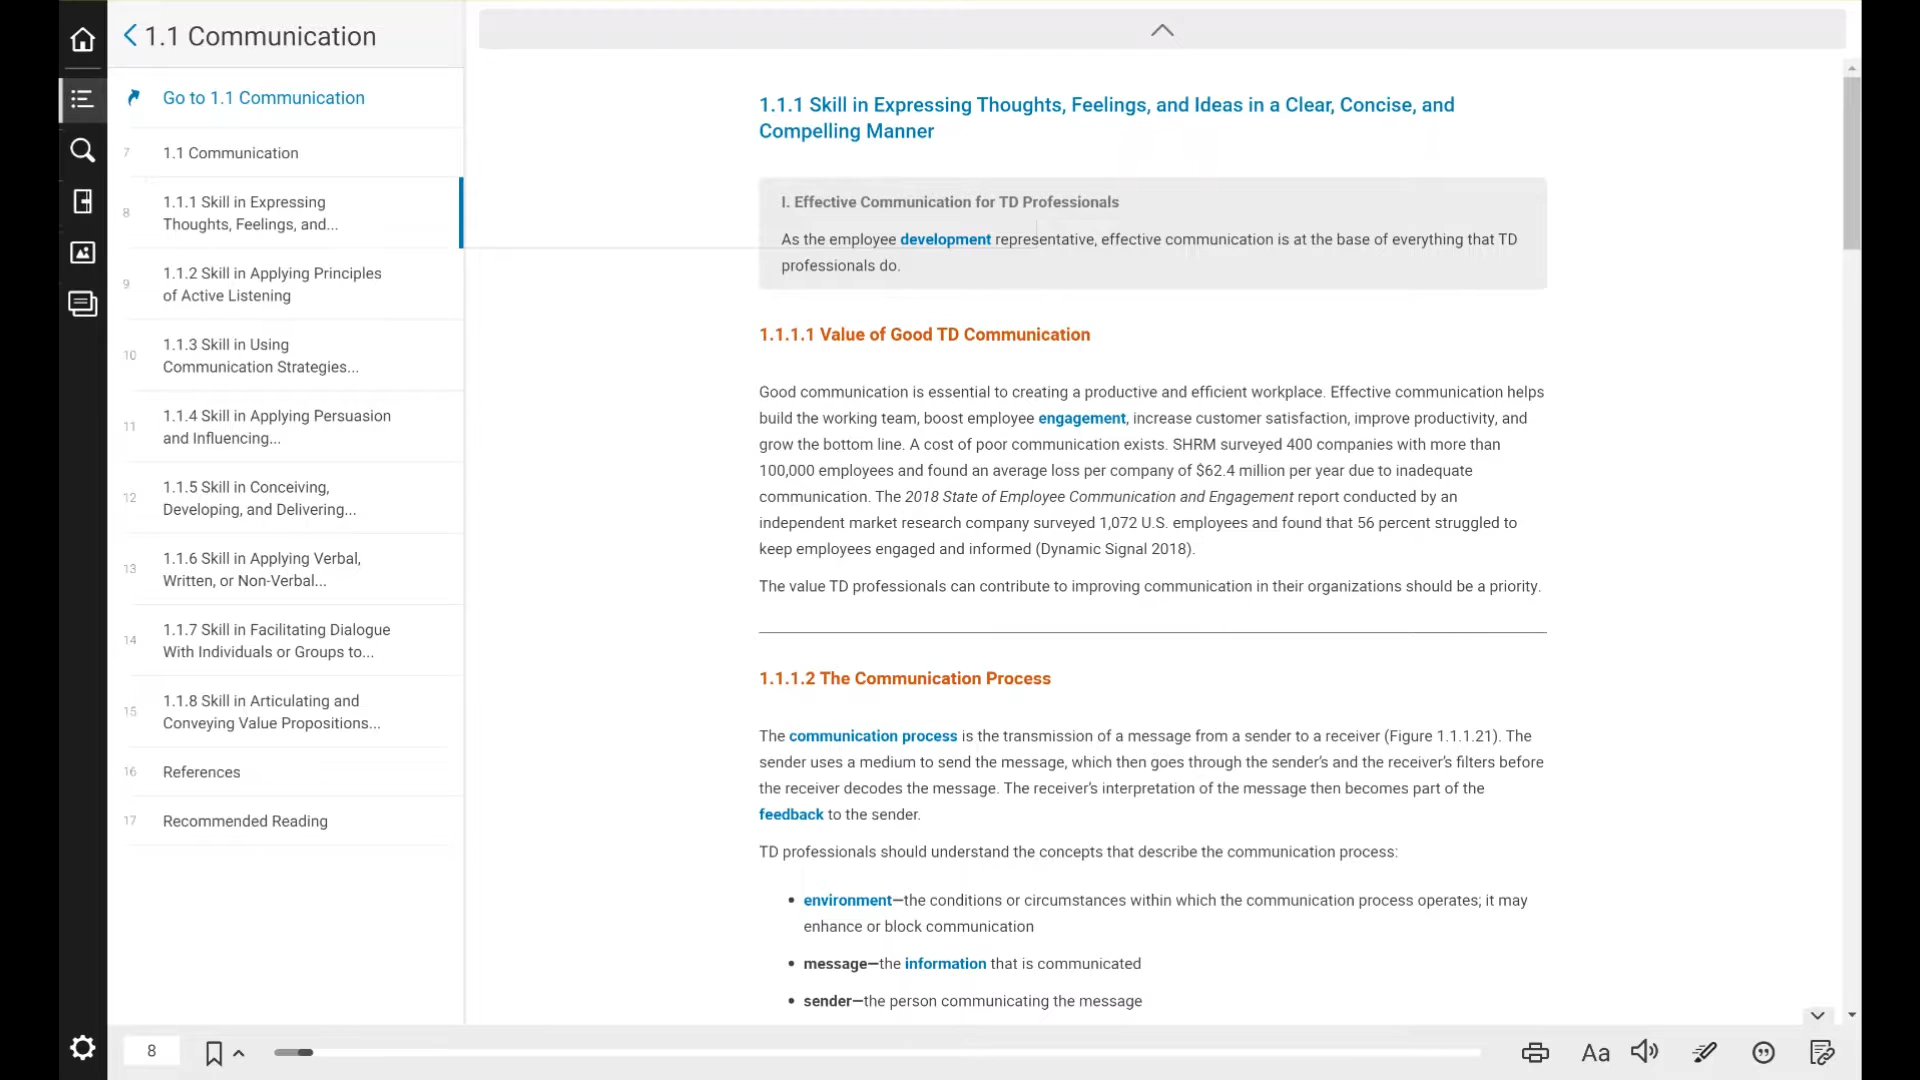 1.1 Communication
Go to 1.1 Communication
7
1.1 Communication
8
1.1.1 Skill in Expressing
Thoughts, Feelings, and...
9
1.1.2 Skill in Applying Principles
of Active Listening
10
1.1.3 Skill in Using
Communication Strategies...
11
1.1.4 Skill in Applying Persuasion
and Influencing...
12
1.1.5 Skill in Conceiving,
Developing, and Delivering...
13
1.1.6 Skill in Applying Verbal,
Written, or Non-Verbal...
14
1.1.7 Skill in Facilitating Dialogue
With Individuals or Groups to...
15
1.1.8 Skill in Articulating and
Conveying Value Propositions...
16
References
17
Recommended Reading
1.1.1 Skill in Expressing Thoughts, Feelings, and Ideas in a Clear, Concise, and
Compelling Manner
I. Effective Communication for TD Professionals
As the employee development representative, effective communication is at the base of everything that TD
professionals do.
1.1.1.1 Value of Good TD Communication
Good communication is essential to creating a productive and efficient workplace. Effective communication helps
build the working team, boost employee engagement, increase customer satisfaction, improve productivity, and
grow the bottom line. A cost of poor communication exists. SHRM surveyed 400 companies with more than
100,000 employees and found an average loss per company of $62.4 million per year due to inadequate
communication. The 2018 State of Employee Communication and Engagement report conducted by an
independent market research company surveyed 1,072 U.S. employees and found that 56 percent struggled to
keep employees engaged and informed (Dynamic Signal 2018).
The value TD professionals can contribute to improving communication in their organizations should be a priority.
1.1.1.2 The Communication Process
The communication process is the transmission of a message from a sender to a receiver (Figure 1.1.1.21). The
sender uses a medium to send the message, which then goes through the sender's and the receiver's filters before
the receiver decodes the message. The receiver's interpretation of the message then becomes part of the
feedback to the sender.
TD professionals should understand the concepts that describe the communication process:
• environment—the conditions or circumstances within which the communication process operates; it may
enhance or block communication
• message—the information that is communicated
• sender—the person communicating the message
8
Aa